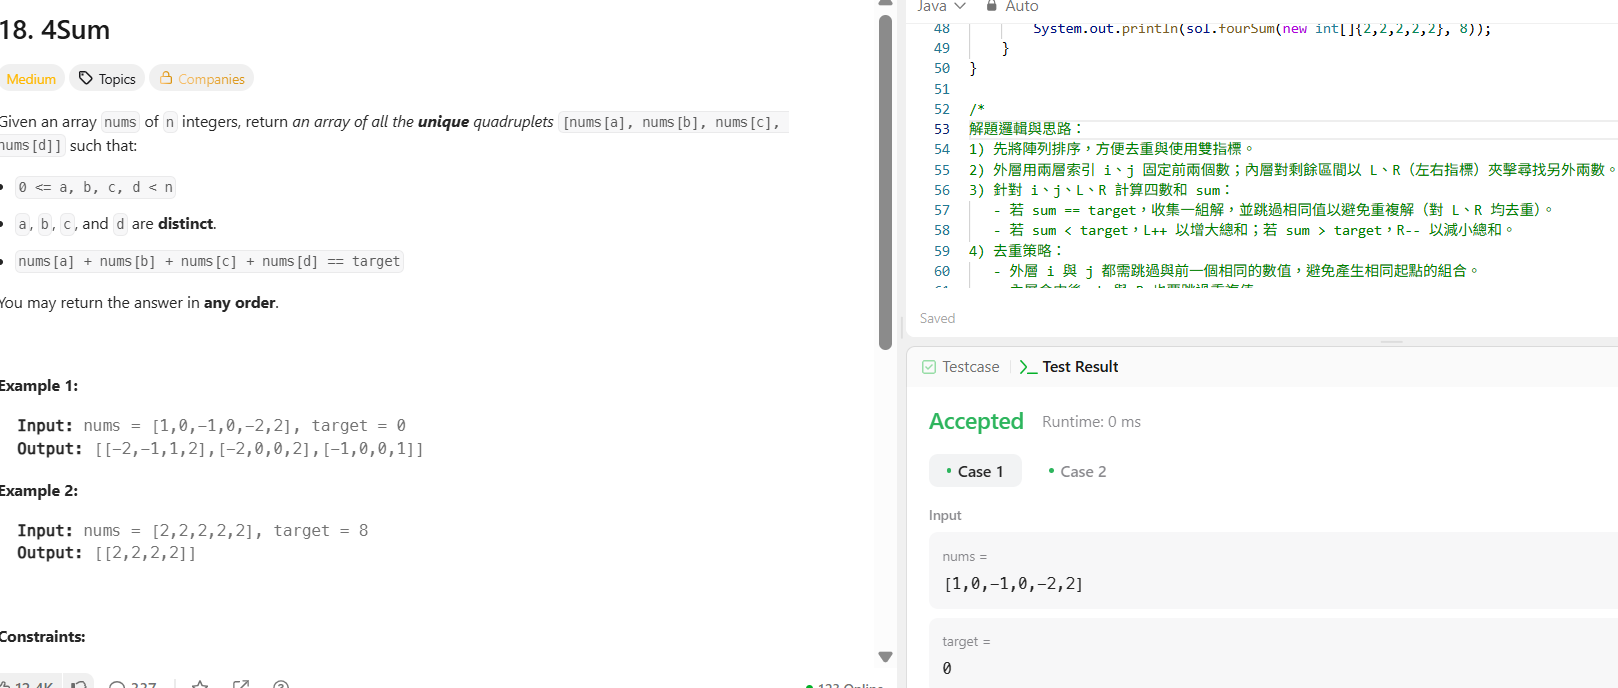 18. 4Sum
Medium Topics Companies
Given an array nums of n integers, return an array of all the unique quadruplets [nums[a], nums[b], nums[c],
nums[d]] such that:
0 <= a, b, c, d < n
a, b, c, and d are distinct.
nums[a] + nums[b] + nums[c] + nums[d] == target
You may return the answer in any order.
Example 1:
Input: nums = [1,0,-1,0,-2,2], target = 0
Output: [[-2,-1,1,2],[-2,0,0,2],[-1,0,0,1]]
Example 2:
Input: nums = [2,2,2,2,2], target = 8
Output: [[2,2,2,2]]
Constraints:
12.4K 227
123 Online
Java Auto
48 System.out.println(sol.fourSum(new int[]{2,2,2,2,2}, 8));
49 }
50 }
51
52 /*
53 解題邏輯與思路：
54 1) 先將陣列排序，方便去重與使用雙指標。
55 2) 外層用兩層索引 i、j 固定前兩個數；內層對剩餘區間以 L、R（左右指標）夾擊尋找另外兩數。
56 3) 針對 i、j、L、R 計算四數和 sum：
57 - 若 sum == target，收集一組解，並跳過相同值以避免重複解（對 L、R 均去重）。
58 - 若 sum < target，L++ 以增大總和；若 sum > target，R-- 以減小總和。
59 4) 去重策略：
60 - 外層 i 與 j 都需跳過與前一個相同的數值，避免產生相同起點的組合。
61
Saved
Testcase Test Result
Accepted Runtime: 0 ms
Case 1 Case 2
Input
nums =
[1,0,-1,0,-2,2]
target =
0